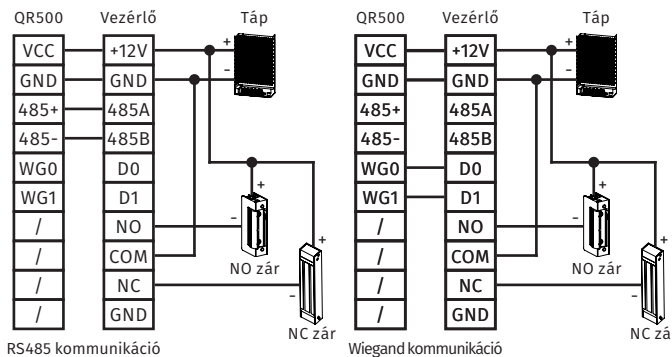 QR500 Vezérlő Táp
VCC +12V + -
GND GND
485+ 485A
485- 485B
WG0 D0
WG1 D1 +
/ NO -
/ COM NO zár +
/ NC -
/ GND NC zár
RS485 kommunikáció
QR500 Vezérlő Táp
VCC +12V + -
GND GND
485+ 485A
485- 485B
WG0 D0
WG1 D1 +
/ NO -
/ COM NO zár +
/ NC -
/ GND NC zá
Wiegand kommunikáció